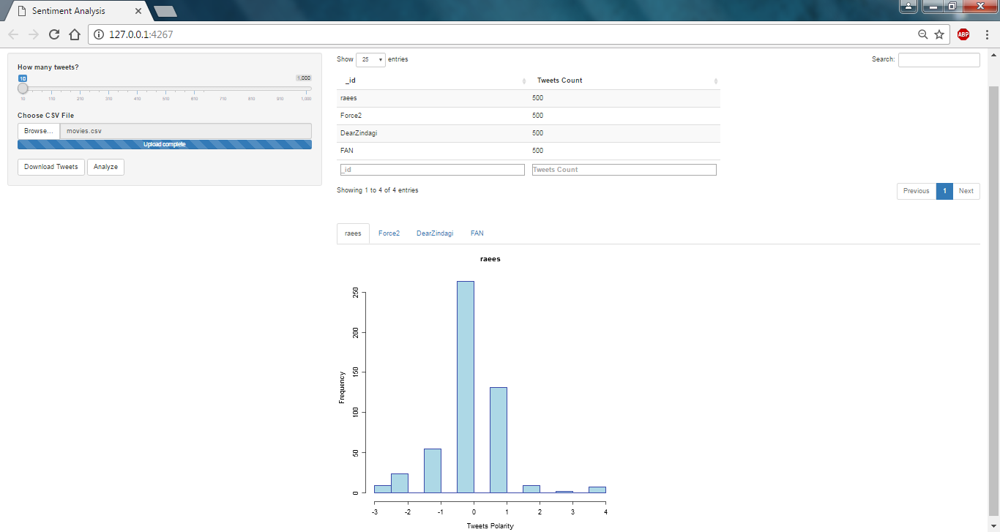 Sentiment Analysis
127.0.0.1:4267
ABP
How many tweets?
10 1,000
10 110 210 310 410 510 610 710 810 910 1,000
Choose CSV File
Browse... movies.csv
Upload complete
Download Tweets Analyze
Show 25 entries Search:
_id Tweets Count
raees 500
Force2 500
DearZindagi 500
FAN 500
_id Tweets Count
Showing 1 to 4 of 4 entries Previous 1 Next
raees Force2 DearZindagi FAN
raees
Frequency
250
200
150
100
50
0
-3 -2 -1 0 1 2 3 4
Tweets Polarity